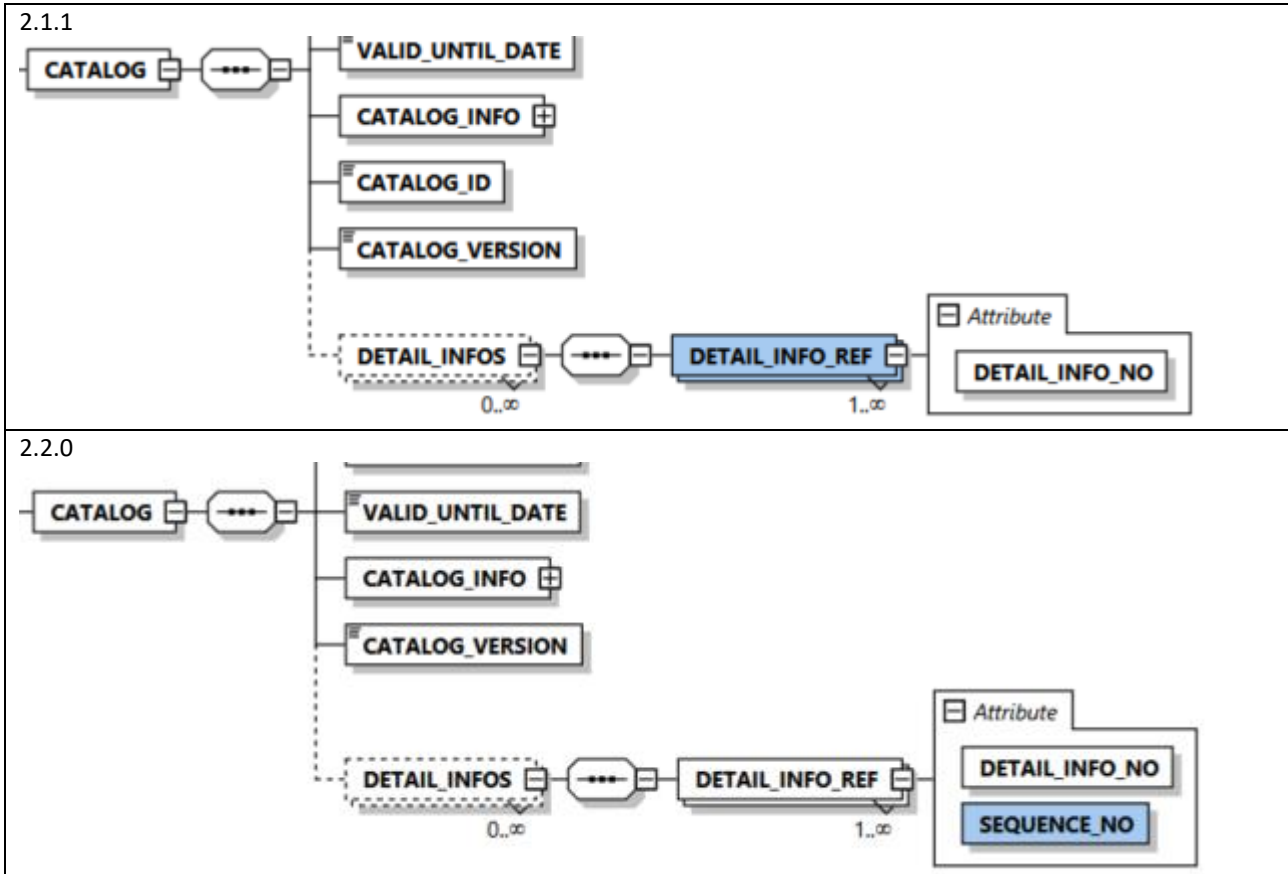 2.1.1
VALID_UNTIL_DATE
CATALOG
CATALOG_INFO
CATALOG_ID
CATALOG_VERSION
Attribute
DETAIL_INFOS
DETAIL_INFO_REF
DETAIL_INFO_NO
0..∞
1..∞
2.2.0
CATALOG
VALID_UNTIL_DATE
CATALOG_INFO
CATALOG_VERSION
Attribute
DETAIL_INFOS
DETAIL_INFO_REF
DETAIL_INFO_NO
SEQUENCE_NO
0..∞
1..∞